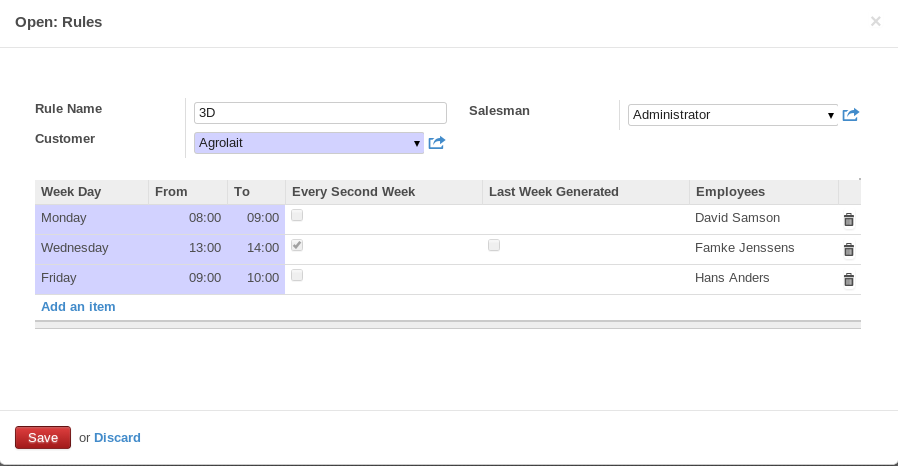 Open: Rules
×
Rule Name 3D
Salesman Administrator
Customer Agrolait
Week Day From To Every Second Week Last Week Generated Employees
Monday 08:00 09:00 David Samson
Wednesday 13:00 14:00 Famke Jenssens
Friday 09:00 10:00 Hans Anders
Add an item
Save or Discard